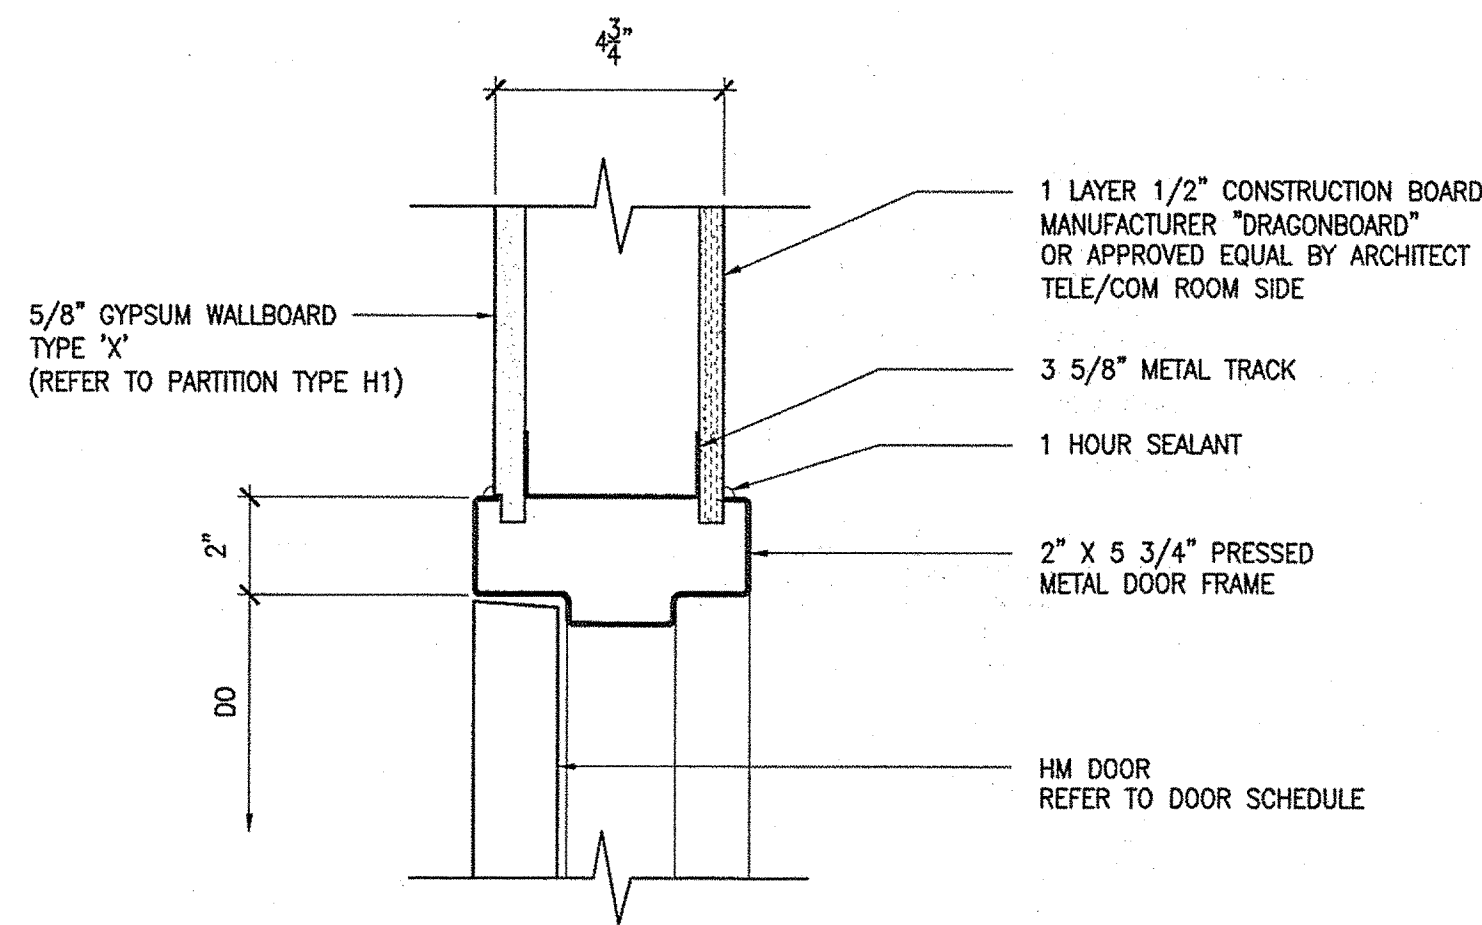 4 3/4"
1 LAYER 1/2" CONSTRUCTION BOARD
MANUFACTURER "DRAGONBOARD"
OR APPROVED EQUAL BY ARCHITECT
TELE/COM ROOM SIDE
5/8" GYPSUM WALLBOARD
TYPE 'X'
(REFER TO PARTITION TYPE H1)
3 5/8" METAL TRACK
1 HOUR SEALANT
2"
2" X 5 3/4" PRESSED
METAL DOOR FRAME
DO
HM DOOR
REFER TO DOOR SCHEDULE